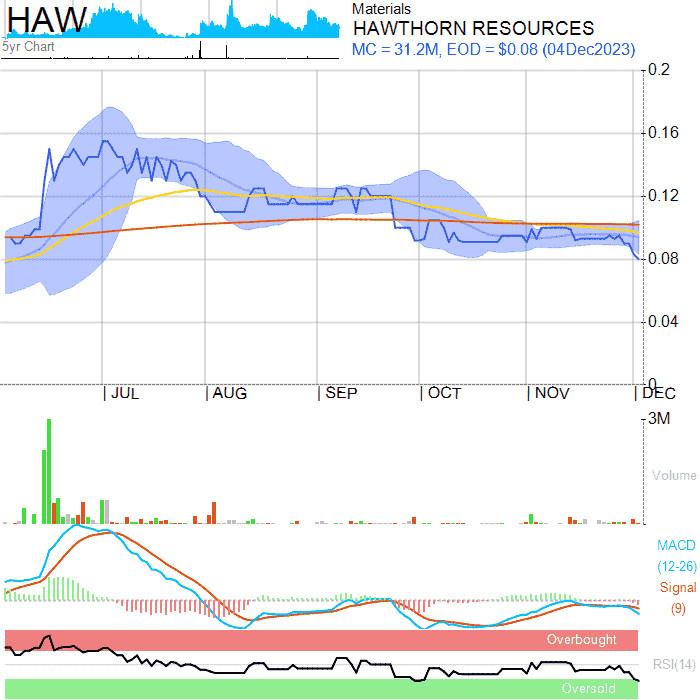 HAW
5yr Chart
Materials
HAWTHORN RESOURCES
MC = 31.2M, EOD = $0.08 (04Dec2023)
0.2
0.16
0.12
0.08
0.04
0
JUL AUG SEP OCT NOV DEC
3M
Volume
MACD
(12-26)
Signal
(9)
Overbought
RSI(14)
Oversold